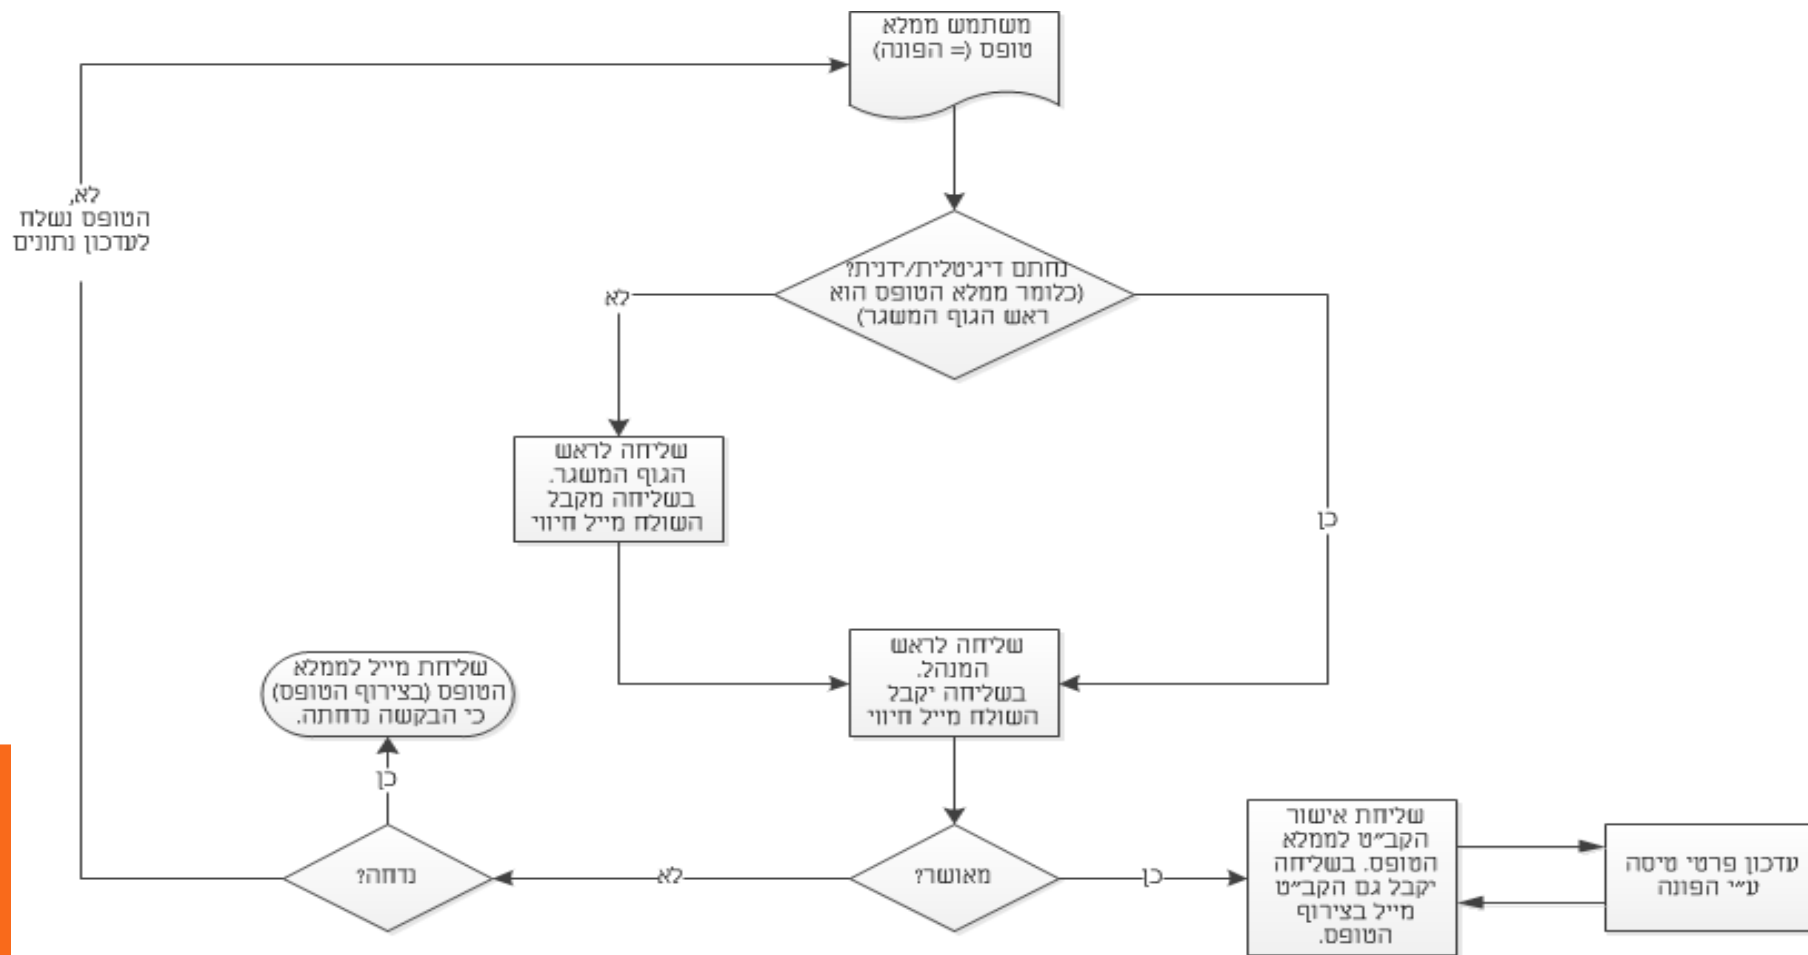 משתמש ממלא
טופס (= הפונה)
לא,
הטופס נשלח
לעדכון נתונים
נחתם דיגיטלית/ידנית?
(כלומר ממלא הטופס הוא
ראש הגוף המשגר)
לא
כן
שליחה לראש
הגוף המשגר.
בשליחה מקבל
השולח מייל חיווי
שליחה לראש
המנהל.
בשליחה יקבל
השולח מייל חיווי
שליחת מייל לממלא
הטופס (בצירוף הטופס)
כי הבקשה נדחתה.
כן
נדחה?
לא
מאושר?
כן
שליחת אישור
הקב״ט לממלא
הטופס. בשליחה
יקבל גם הקב״ט
מייל בצירוף
הטופס.
עדכון פרטי טיסה
ע״י הפונה